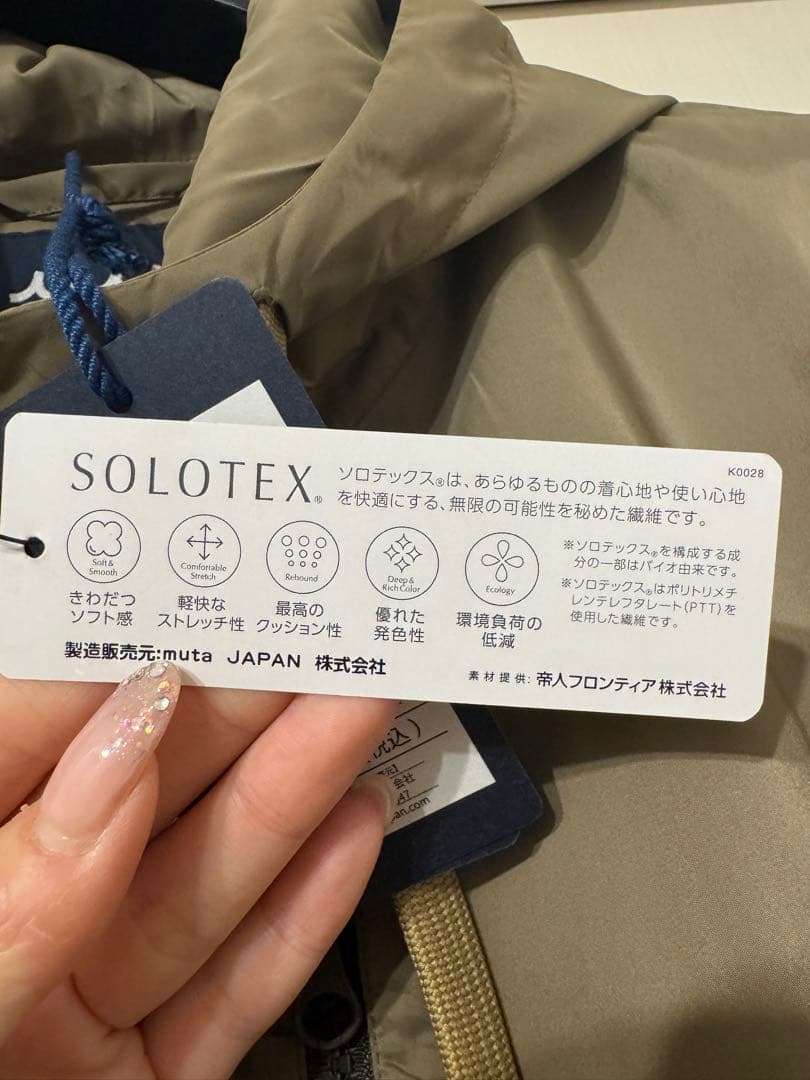 K0028
SOLOTEX®
ソロテックス®は、あらゆるものの着心地や使い心地
を快適にする、無限の可能性を秘めた繊維です。
Soft &
Smooth
きわだつ
ソフト感
Comfortable
Stretch
軽快な
ストレッチ性
Rebound
最高の
クッション性
Deep &
Rich Color
優れた
発色性
Ecology
環境負荷の
低減
※ソロテックス®を構成する成
分の一部はバイオ由来です。
※ソロテックス®はポリトリメチ
レンテレフタレート(PTT)を
使用した繊維です。
製造販売元:muta JAPAN 株式会社
素材提供: 帝人フロンティア株式会社
税込)
元]
会社
47
pan.com